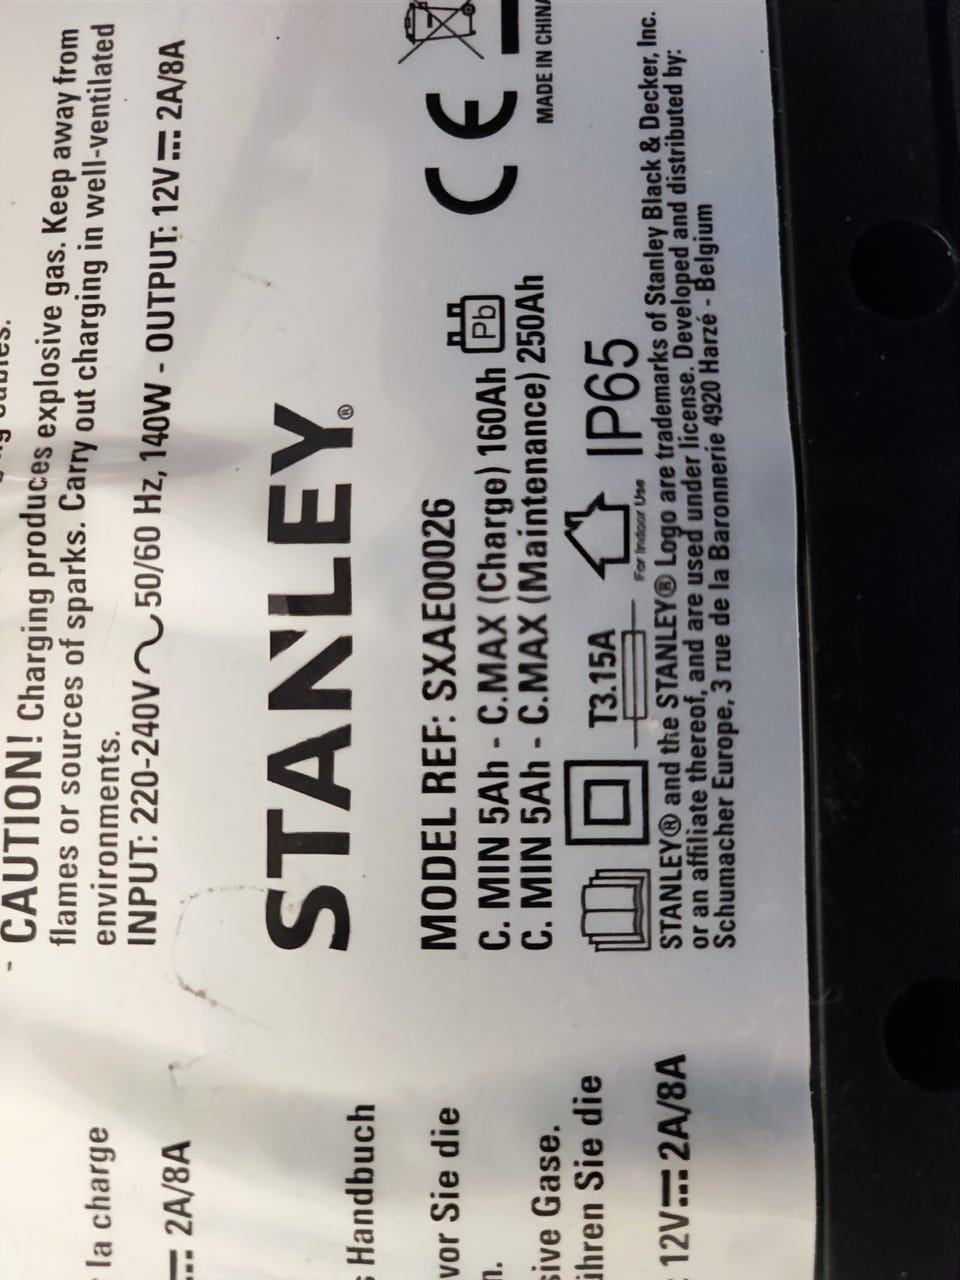 CAUTION! Charging produces explosive gas. Keep away from
flames or sources of sparks. Carry out charging in well-ventilated
environments.
INPUT: 220-240V 50/60 Hz, 140W - OUTPUT: 12V 2A/8A
STANLEY®
MODEL REF: SXAE00026
C. MIN 5Ah - C.MAX (Charge) 160Ah Pb
C. MIN 5Ah - C.MAX (Maintenance) 250Ah
CE
MADE IN CHINA
T3.15A
For Indoor Use
IP65
STANLEY® and the STANLEY® Logo are trademarks of Stanley Black & Decker, Inc.
or an affiliate thereof, and are used under license. Developed and distributed by:
Schumacher Europe, 3 rue de la Baronnerie 4920 Harzé - Belgium
la charge
2A/8A
Handbuch
vor Sie die
Gase.
Sie die
12V 2A/8A